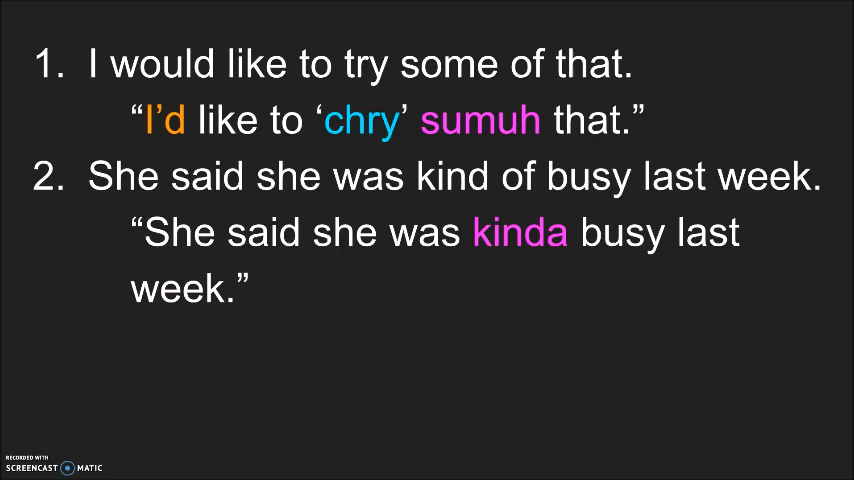 1. I would like to try some of that.
“I’d like to ‘chry’ sumuh that.”
2. She said she was kind of busy last week.
“She said she was kinda busy last
week.”
RECORDED WITH
SCREENCAST MATIC